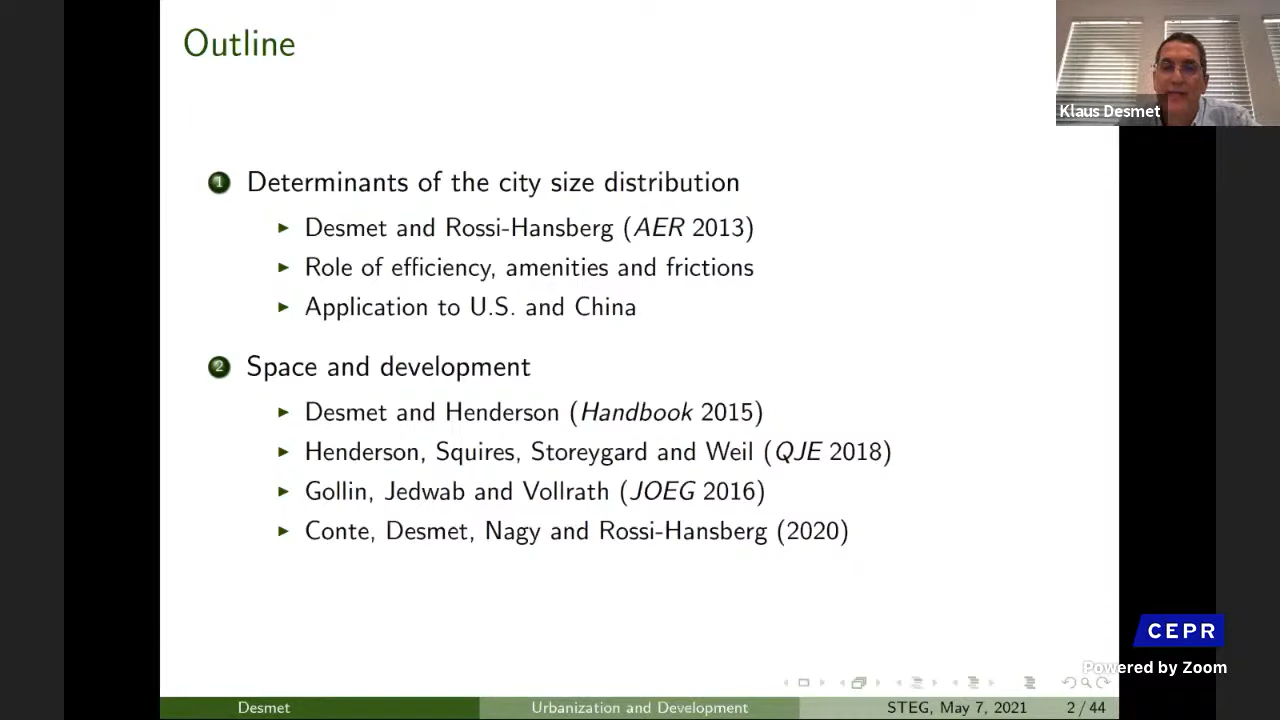 Outline
Klaus Desmet
1 Determinants of the city size distribution
▶ Desmet and Rossi-Hansberg (AER 2013)
▶ Role of efficiency, amenities and frictions
▶ Application to U.S. and China
2 Space and development
▶ Desmet and Henderson (Handbook 2015)
▶ Henderson, Squires, Storeygard and Weil (QJE 2018)
▶ Gollin, Jedwab and Vollrath (JOEG 2016)
▶ Conte, Desmet, Nagy and Rossi-Hansberg (2020)
CEPR
Powered by Zoom
Desmet Urbanization and Development STEG, May 7, 2021 2 / 44